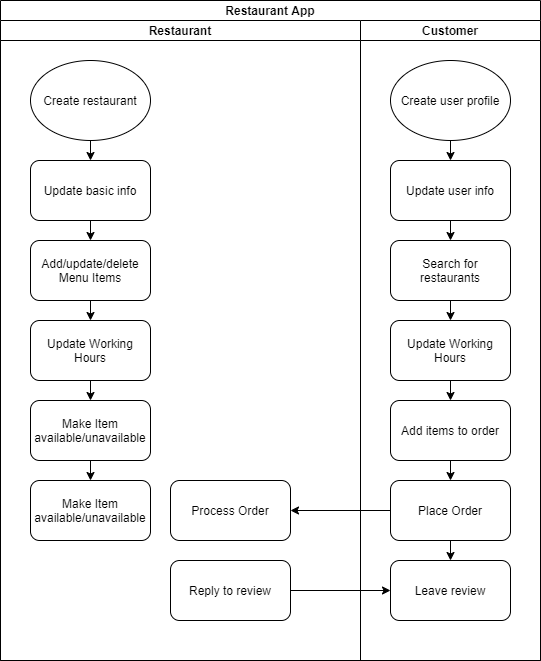 Restaurant App
Restaurant
Customer
Create restaurant
Update basic info
Add/update/delete
Menu Items
Update Working
Hours
Make Item
available/unavailable
Make Item
available/unavailable
Process Order
Reply to review
Create user profile
Update user info
Search for
restaurants
Update Working
Hours
Add items to order
Place Order
Leave review